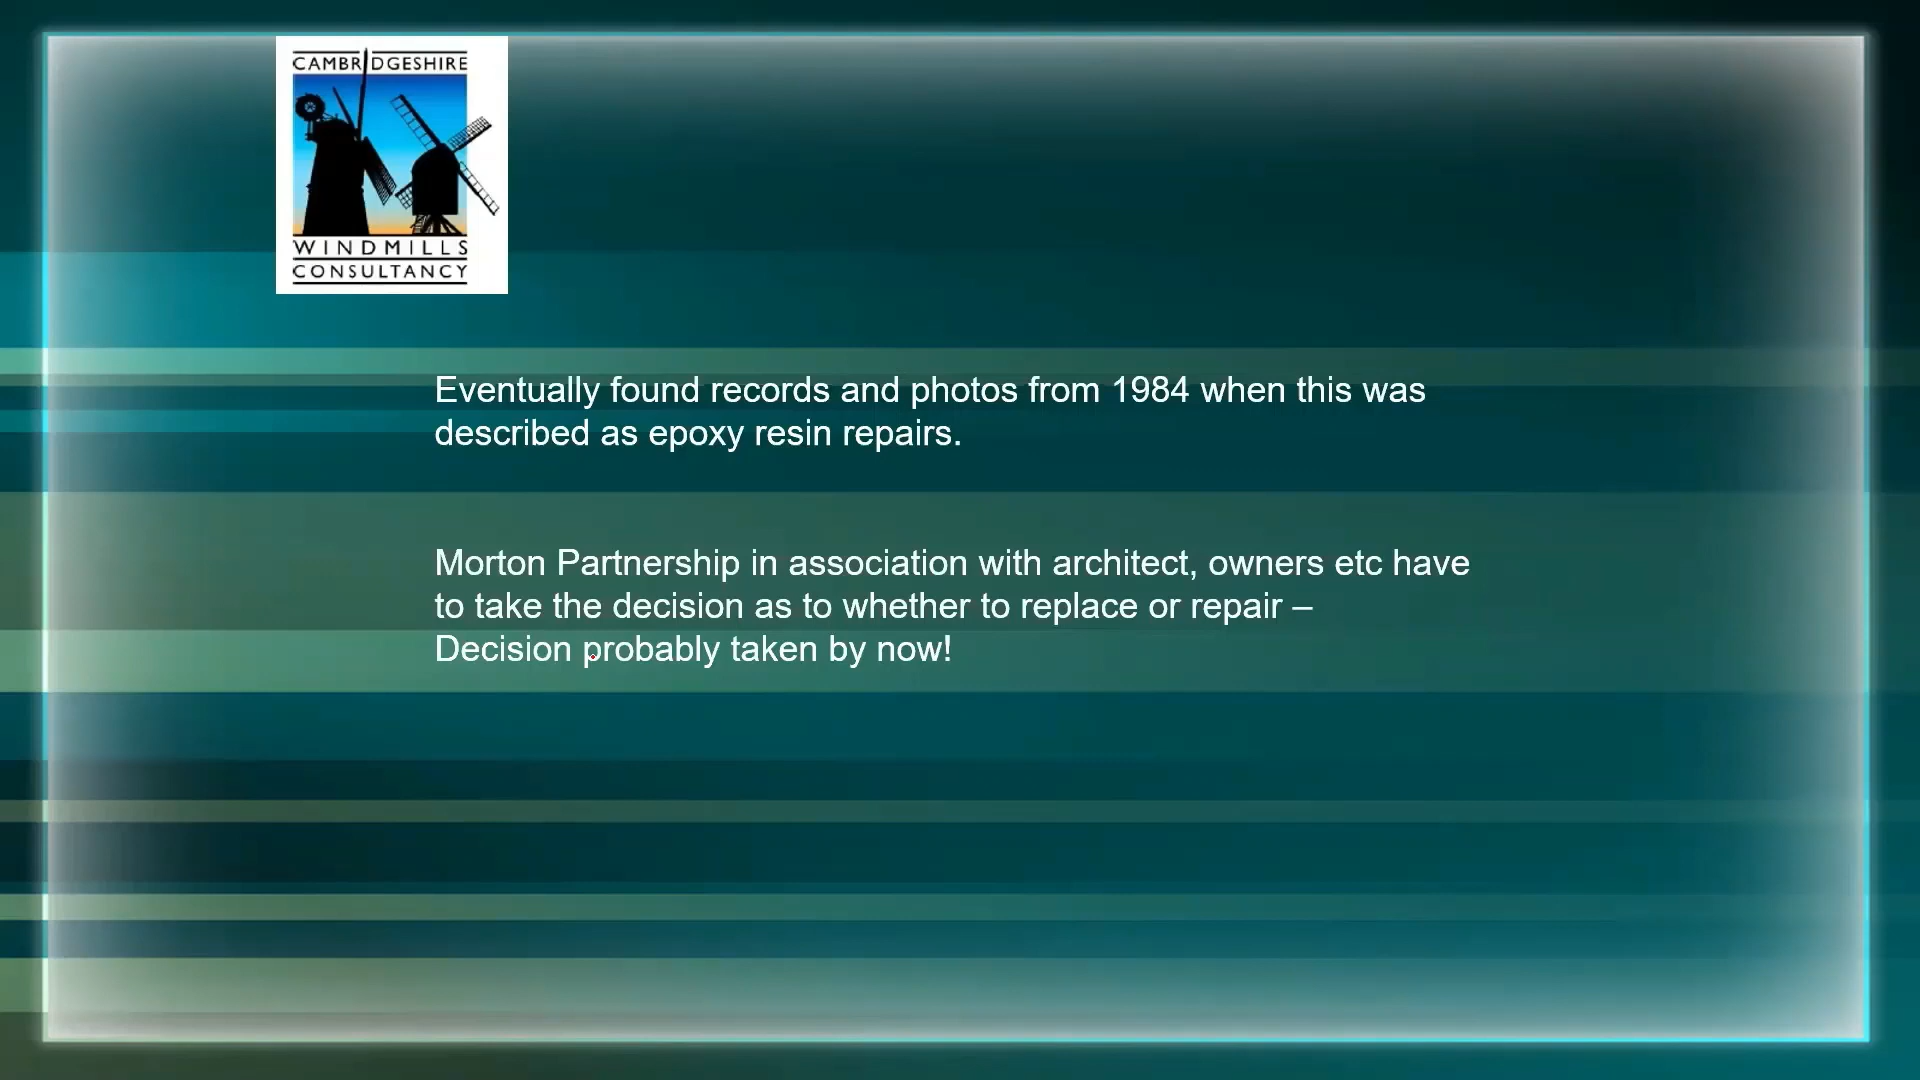 CAMBRIDGESHIRE
WINDMILLS
CONSULTANCY
Eventually found records and photos from 1984 when this was
described as epoxy resin repairs.
Morton Partnership in association with architect, owners etc have
to take the decision as to whether to replace or repair –
Decision probably taken by now!